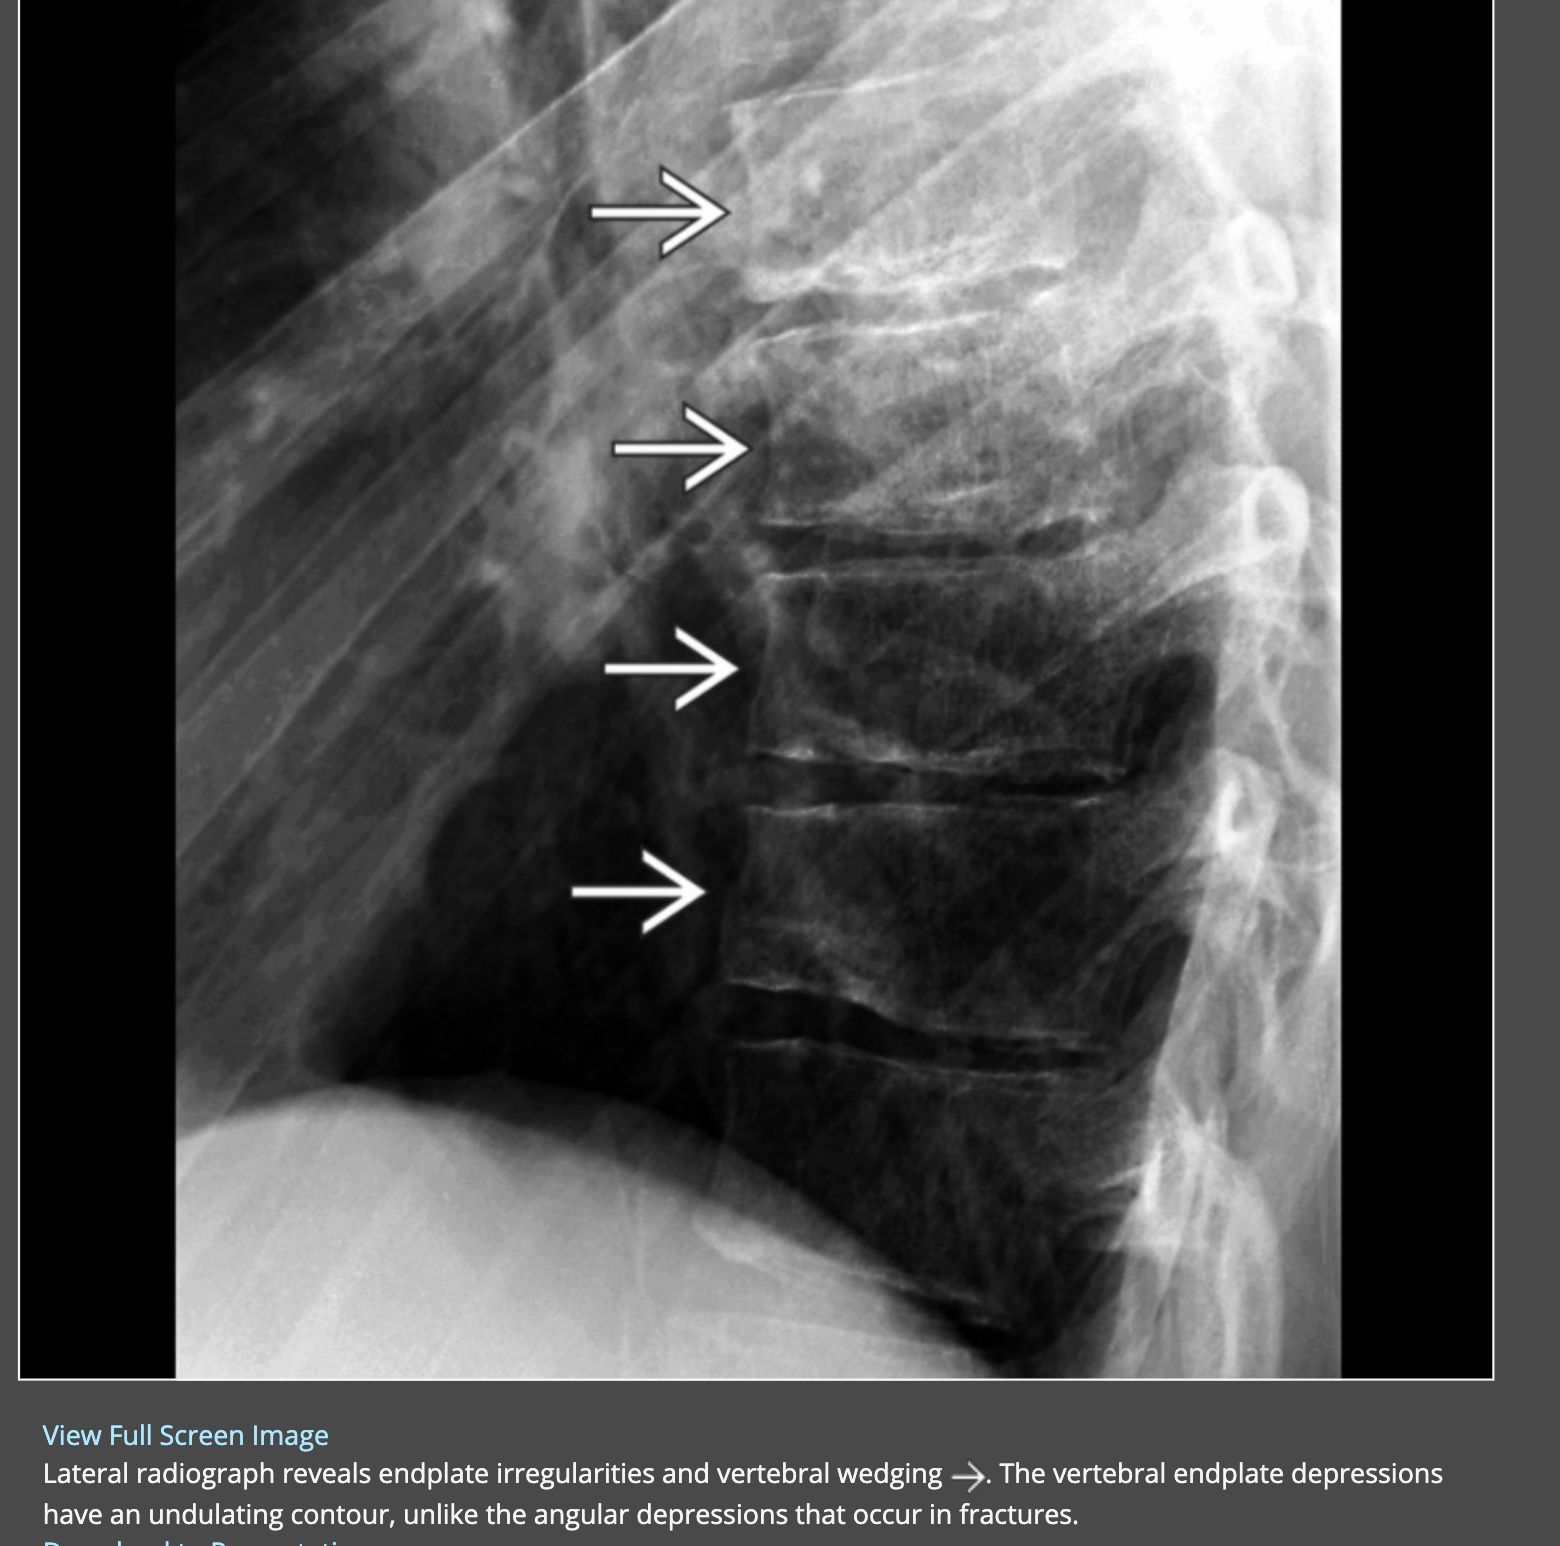 View Full Screen Image
Lateral radiograph reveals endplate irregularities and vertebral wedging →. The vertebral endplate depressions
have an undulating contour, unlike the angular depressions that occur in fractures.